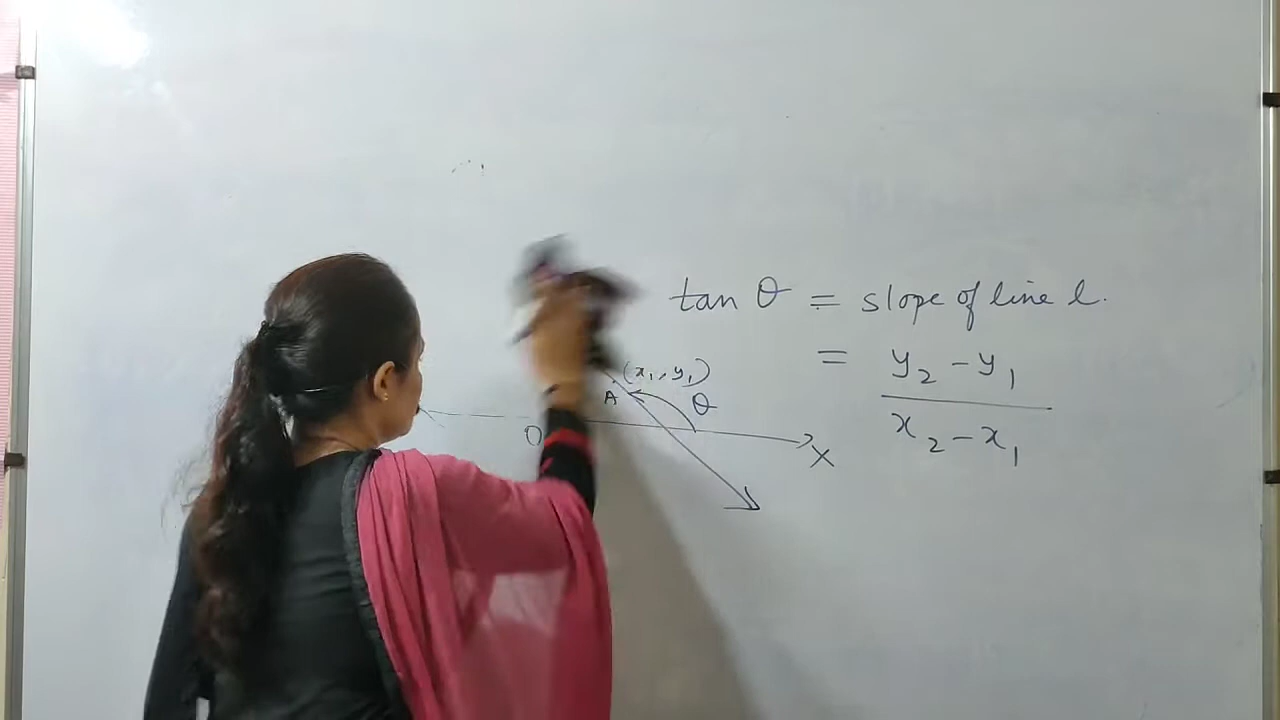 tan θ = slope of line l.
= y₂ - y₁ / x₂ - x₁
(x₁, y₁)
A θ
O
X